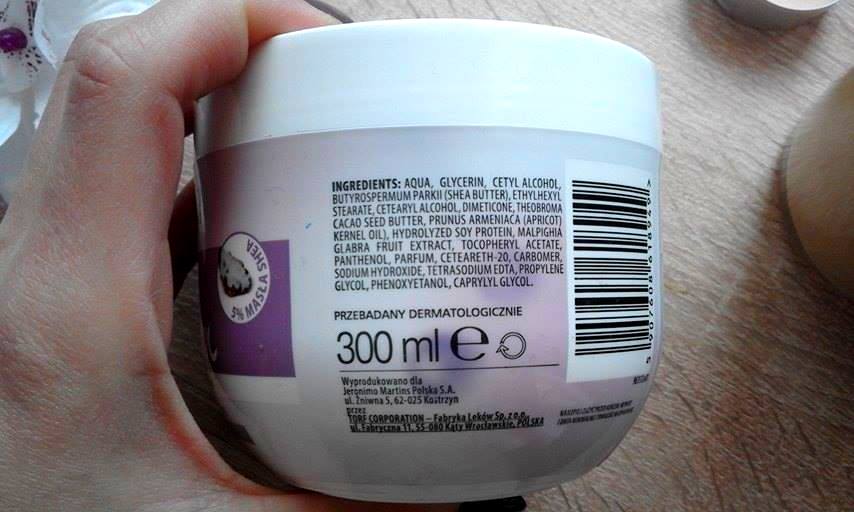 INGREDIENTS: AQUA, GLYCERIN, CETYL ALCOHOL,
BUTYROSPERMUM PARKII (SHEA BUTTER), ETHYLHEXYL
STEARATE, CETEARYL ALCOHOL, DIMETICONE, THEOBROMA
CACAO SEED BUTTER, PRUNUS ARMENIACA (APRICOT)
KERNEL OIL), HYDROLYZED SOY PROTEIN, MALPIGHIA
GLABRA FRUIT EXTRACT, TOCOPHERYL ACETATE,
PANTHENOL, PARFUM, CETEARETH-20, CARBOMER,
SODIUM HYDROXIDE, TETRASODIUM EDTA, PROPYLENE
GLYCOL, PHENOXYETANOL, CAPRYLYL GLYCOL.
PRZEBADANY DERMATOLOGICZNIE
300 ml e
Wyprodukowano dla
Jeronimo Martins Polska S.A.
ul. Żniwna 5, 62-025 Kostrzyn
przez
TORF CORPORATION – Fabryka Leków Sp. z o.o.
ul. Fabryczna 11, 55-080 Kąty Wrocławskie, POLSKA
5% MASŁA SHEA